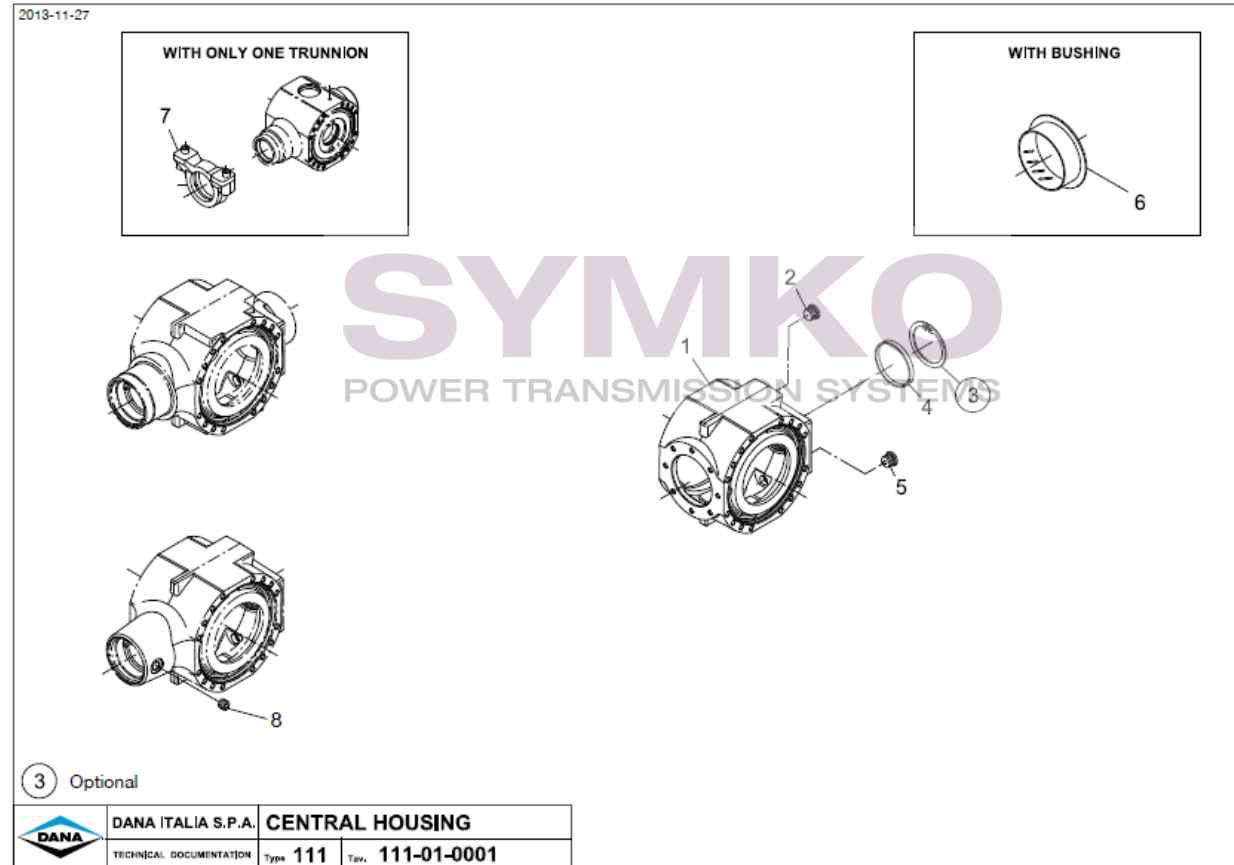 2013-11-27
WITH ONLY ONE TRUNNION
7
WITH BUSHING
6
SYMKO
POWER TRANSMISSION SYSTEMS
2
1
3
4
5
8
3 Optional
DANA
DANA ITALIA S.P.A.
CENTRAL HOUSING
TECHNICAL DOCUMENTATION
Type 111
Tav. 111-01-0001